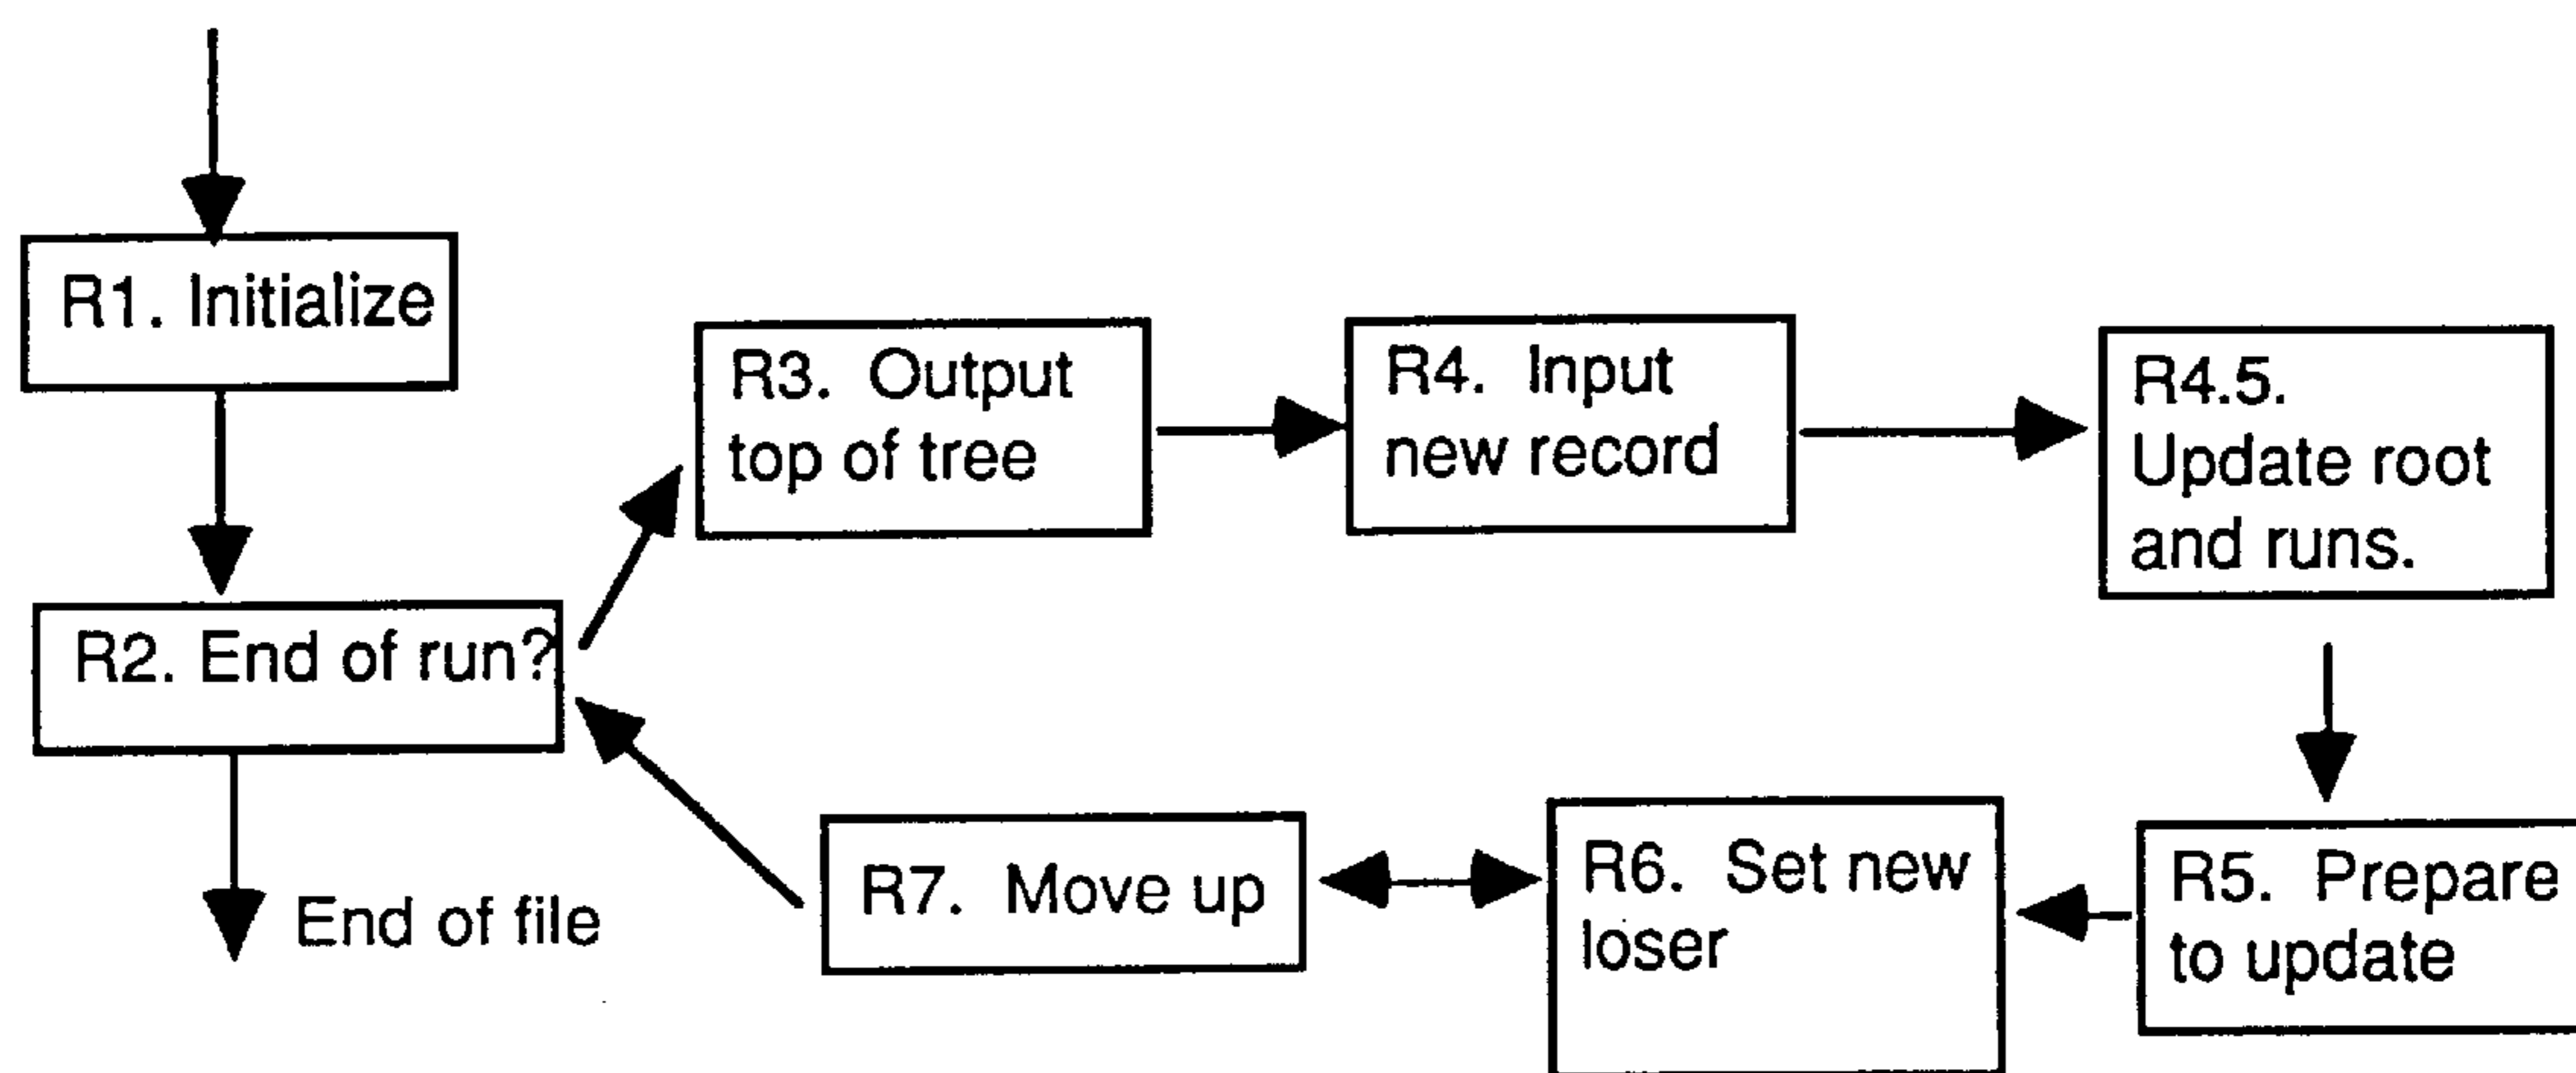 R1. Initialize
R2. End of run?
End of file
R3. Output
top of tree
R4. Input
new record
R4.5.
Update root
and runs.
R5. Prepare
to update
R6. Set new
loser
R7. Move up